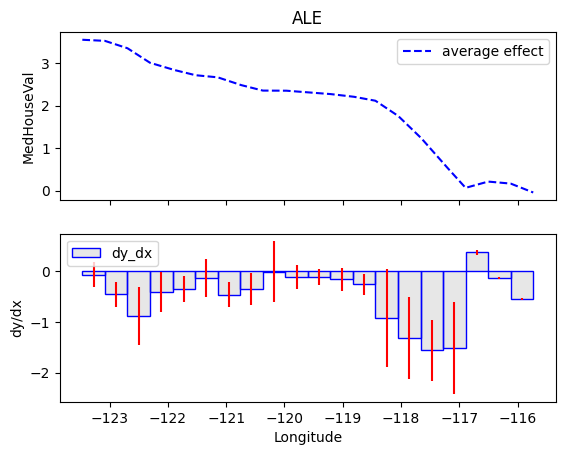 ALE
average effect
MedHouseVal
3
2
1
0
dy_dx
dy/dx
0
−1
−2
−123 −122 −121 −120 −119 −118 −117 −116
Longitude